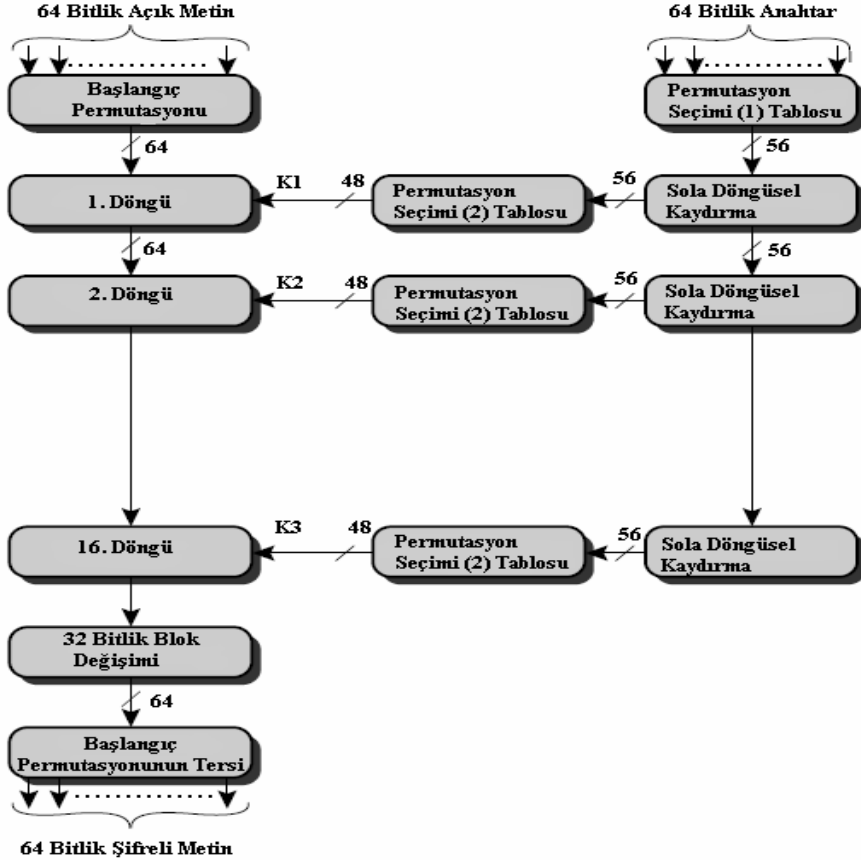 64 Bitlik Açık Metin
64 Bitlik Anahtar
Başlangıç
Permutasyonu
Permutasyon
Seçimi (1) Tablosu
64
56
1. Döngü
K1
48
Permutasyon
Seçimi (2) Tablosu
56
Sola Döngüsel
Kaydırma
64
56
2. Döngü
K2
48
Permutasyon
Seçimi (2) Tablosu
56
Sola Döngüsel
Kaydırma
16. Döngü
K3
48
Permutasyon
Seçimi (2) Tablosu
56
Sola Döngüsel
Kaydırma
32 Bitlik Blok
Değişimi
64
Başlangıç
Permutasyonunun Tersi
64 Bitlik Şifreli Metin